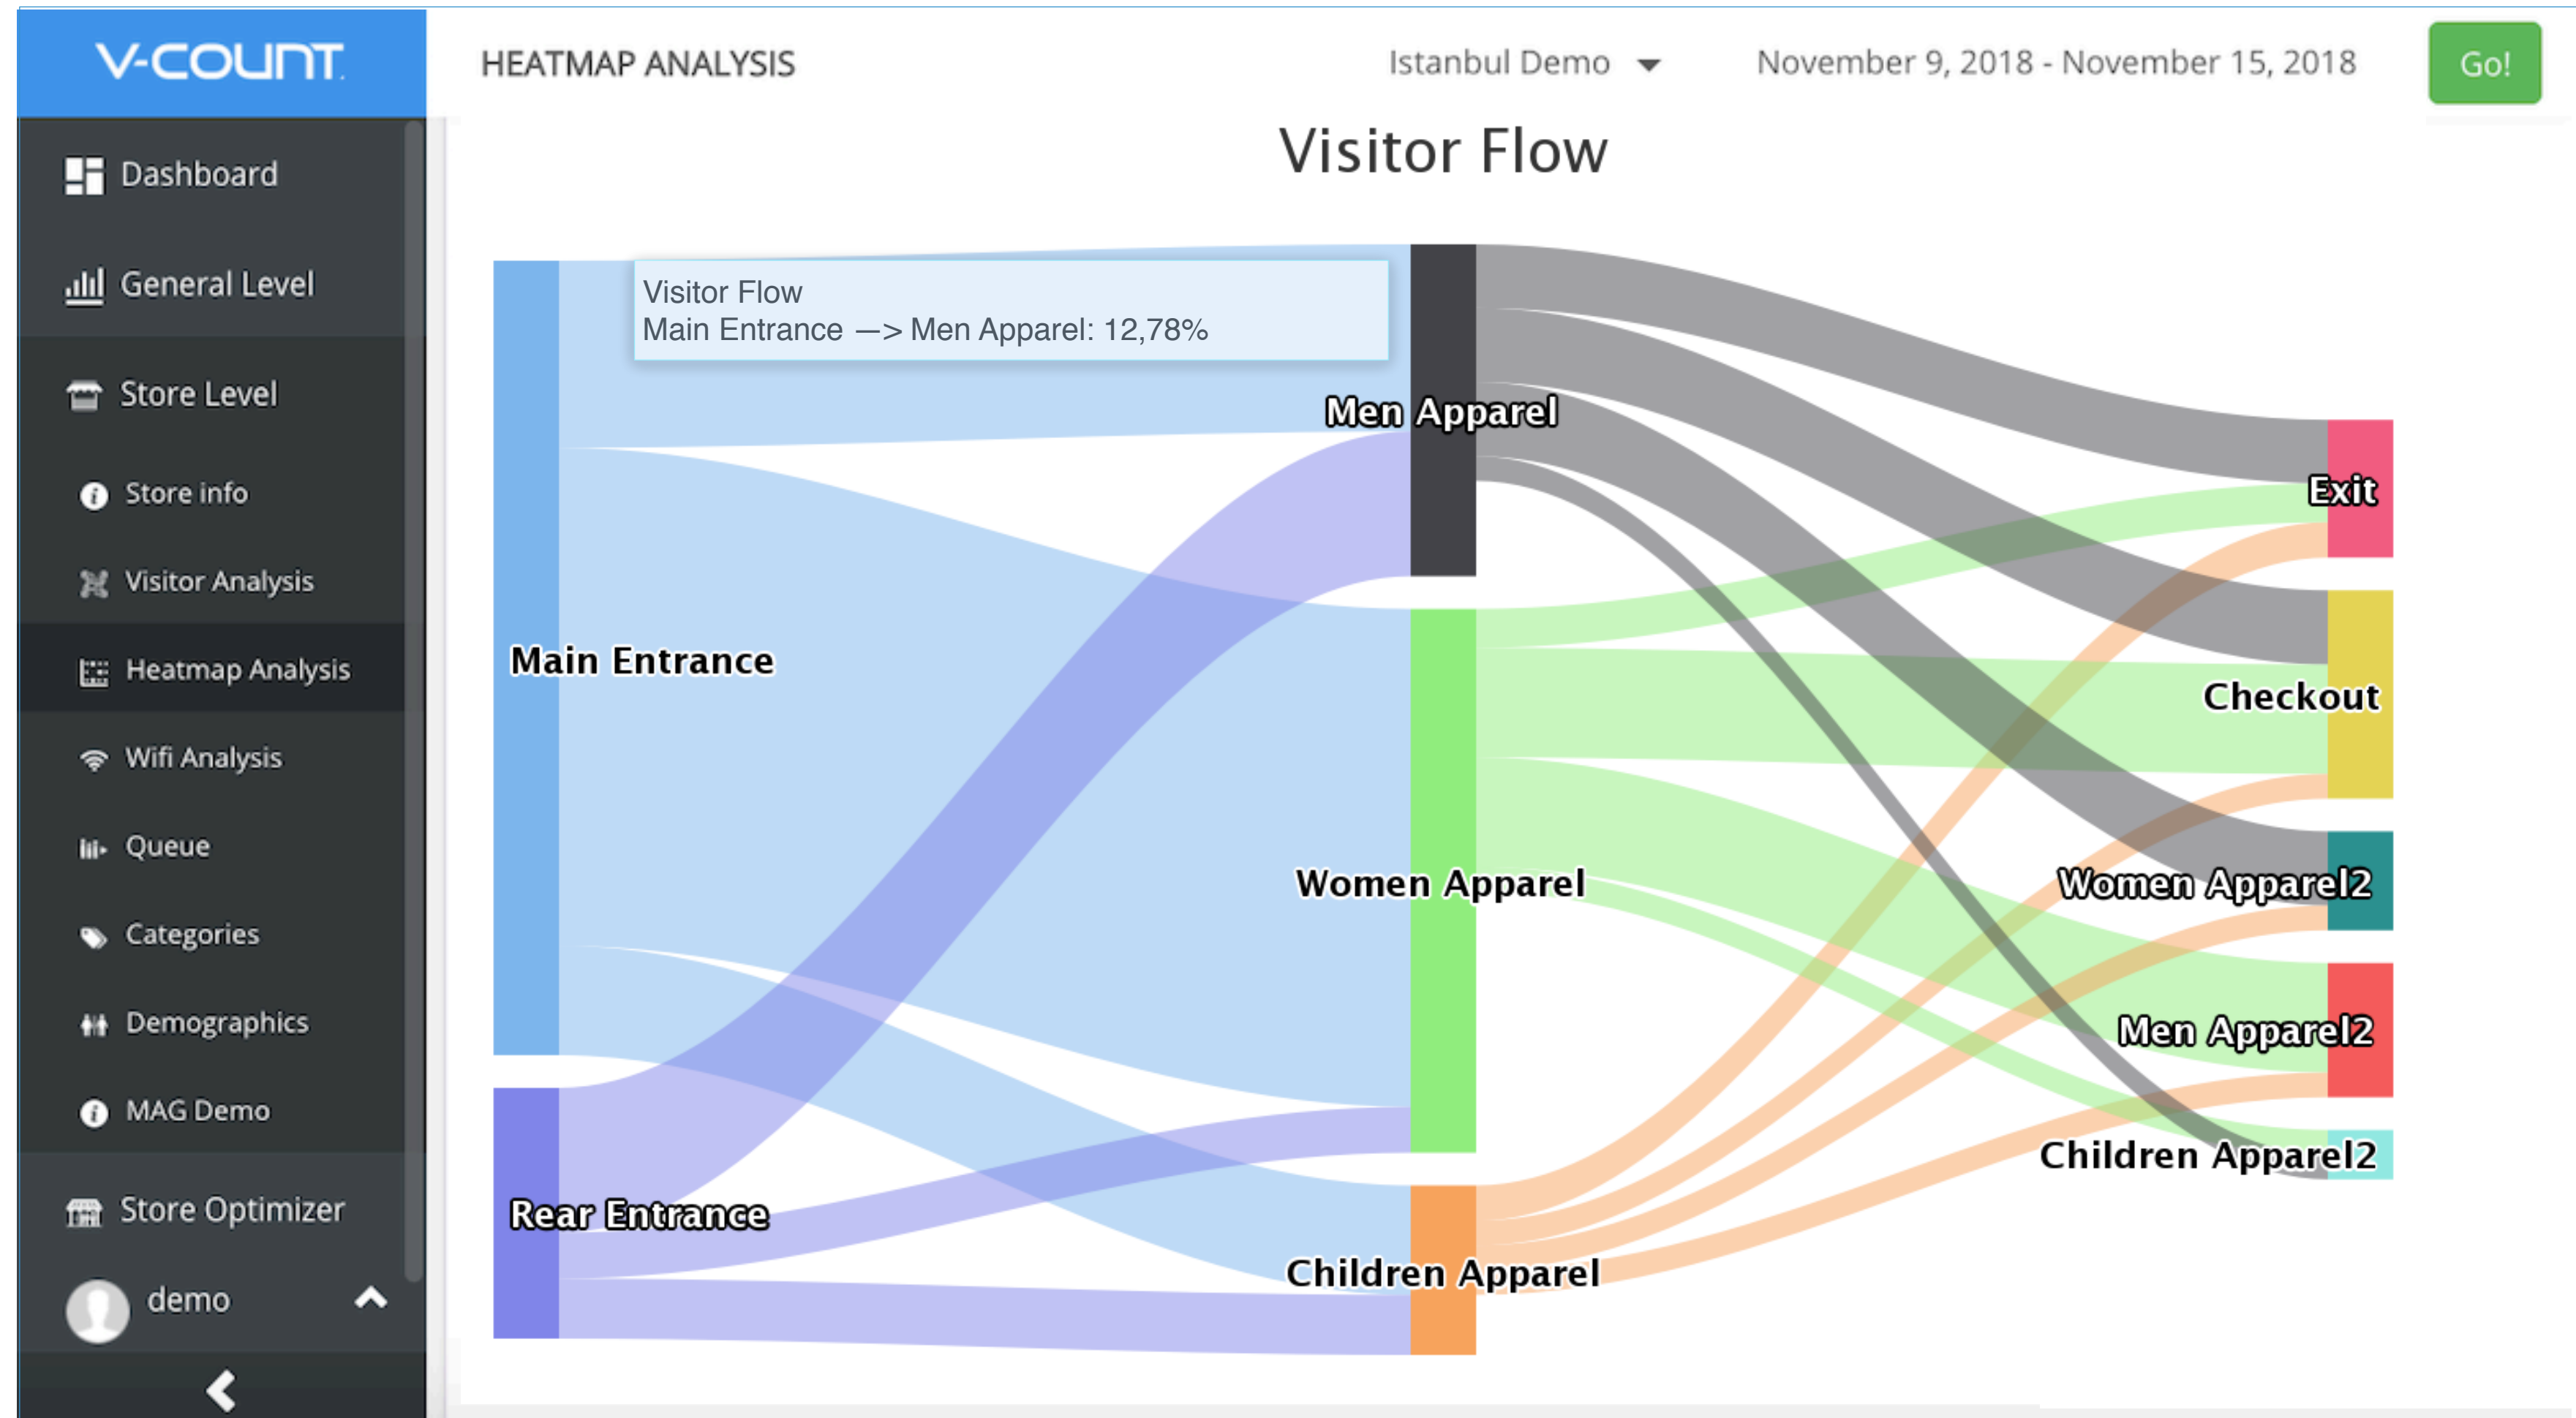 V-COUNT.
HEATMAP ANALYSIS
Istanbul Demo
November 9, 2018 - November 15, 2018
Go!
Dashboard
General Level
Store Level
Store info
Visitor Analysis
Heatmap Analysis
Wifi Analysis
Queue
Categories
Demographics
MAG Demo
Store Optimizer
demo
Visitor Flow
Visitor Flow
Main Entrance —> Men Apparel: 12,78%
Main Entrance
Rear Entrance
Men Apparel
Women Apparel
Children Apparel
Exit
Checkout
Women Apparel2
Men Apparel2
Children Apparel2